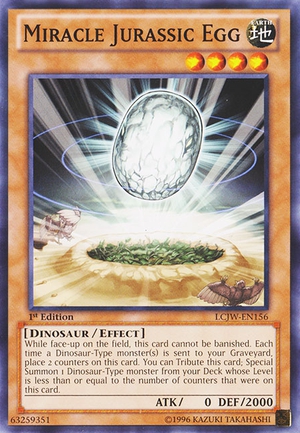 MIRACLE JURASSIC EGG
EARTH
地
1st Edition
LCJW-EN156
[DINOSAUR / EFFECT]
While face-up on the field, this card cannot be banished. Each
time a Dinosaur-Type monster(s) is sent to your Graveyard,
place 2 counters on this card. You can Tribute this card; Special
Summon 1 Dinosaur-Type monster from your Deck whose Level
is less than or equal to the number of counters that were on
this card.
ATK/ 0 DEF/2000
63259351
©1996 KAZUKI TAKAHASHI